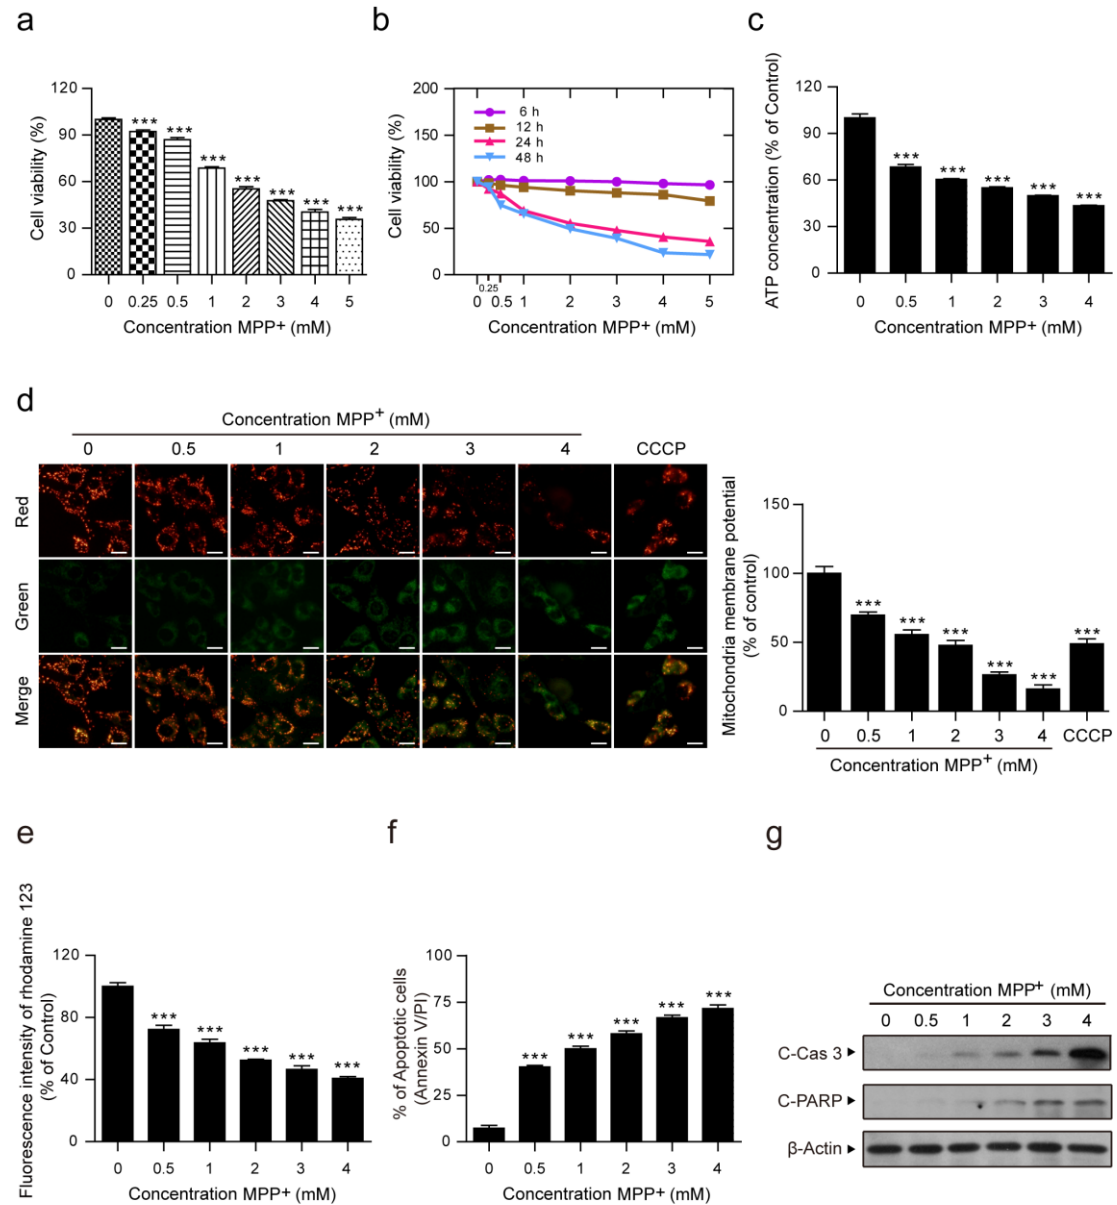 a
b
c
120
90
60
30
0
Cell viability (%)
*** *** *** *** *** *** ***
0 0.25 0.5 1 2 3 4 5
Concentration MPP+ (mM)
200
150
100
50
0
Cell viability (%)
6 h
12 h
24 h
48 h
0 0.25 0.5 1 2 3 4 5
Concentration MPP+ (mM)
120
90
60
30
0
ATP concentration (% of Control)
*** *** *** *** ***
0 0.5 1 2 3 4
Concentration MPP+ (mM)
d
Concentration MPP+ (mM)
0 0.5 1 2 3 4 CCCP
Red
Green
Merge
150
100
50
0
Mitochondria membrane potential
(% of control)
*** *** *** *** *** ***
0 0.5 1 2 3 4 CCCP
Concentration MPP+ (mM)
e
f
g
120
80
40
0
Fluorescence intensity of rhodamine 123
(% of Control)
*** *** *** *** ***
0 0.5 1 2 3 4
Concentration MPP+ (mM)
100
75
50
25
0
% of Apoptotic cells
(Annexin V/PI)
*** *** *** *** ***
0 0.5 1 2 3 4
Concentration MPP+ (mM)
Concentration MPP+ (mM)
0 0.5 1 2 3 4
C-Cas 3
C-PARP
β-Actin